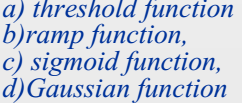 a) threshold function
b)ramp function,
c) sigmoid function,
d)Gaussian function